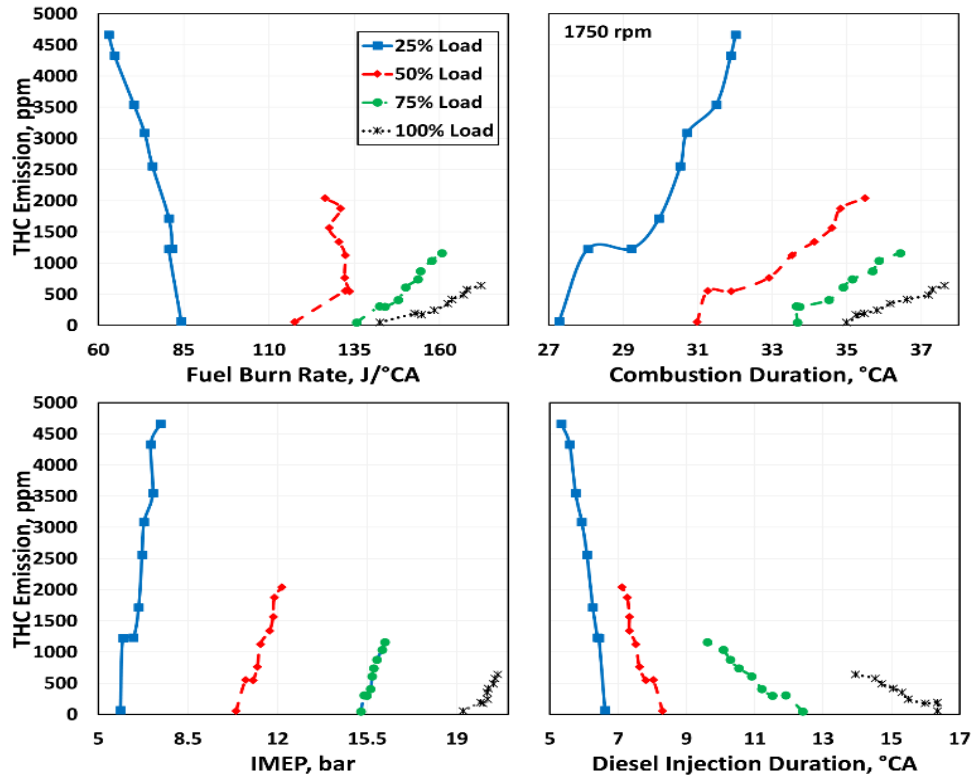 5000
4500
4000
3500
3000
2500
2000
1500
1000
500
0
THC Emission, ppm
25% Load
50% Load
75% Load
100% Load
60 85 110 135 160
Fuel Burn Rate, J/°CA
1750 rpm
27 29 31 33 35 37
Combustion Duration, °CA
5000
4500
4000
3500
3000
2500
2000
1500
1000
500
0
THC Emission, ppm
5 8.5 12 15.5 19
IMEP, bar
5 7 9 11 13 15 17
Diesel Injection Duration, °CA